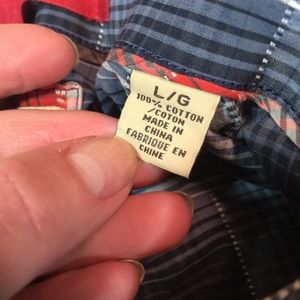 L/G
100% COTTON
/COTON
MADE IN
CHINA
FABRIQUE EN
CHINE